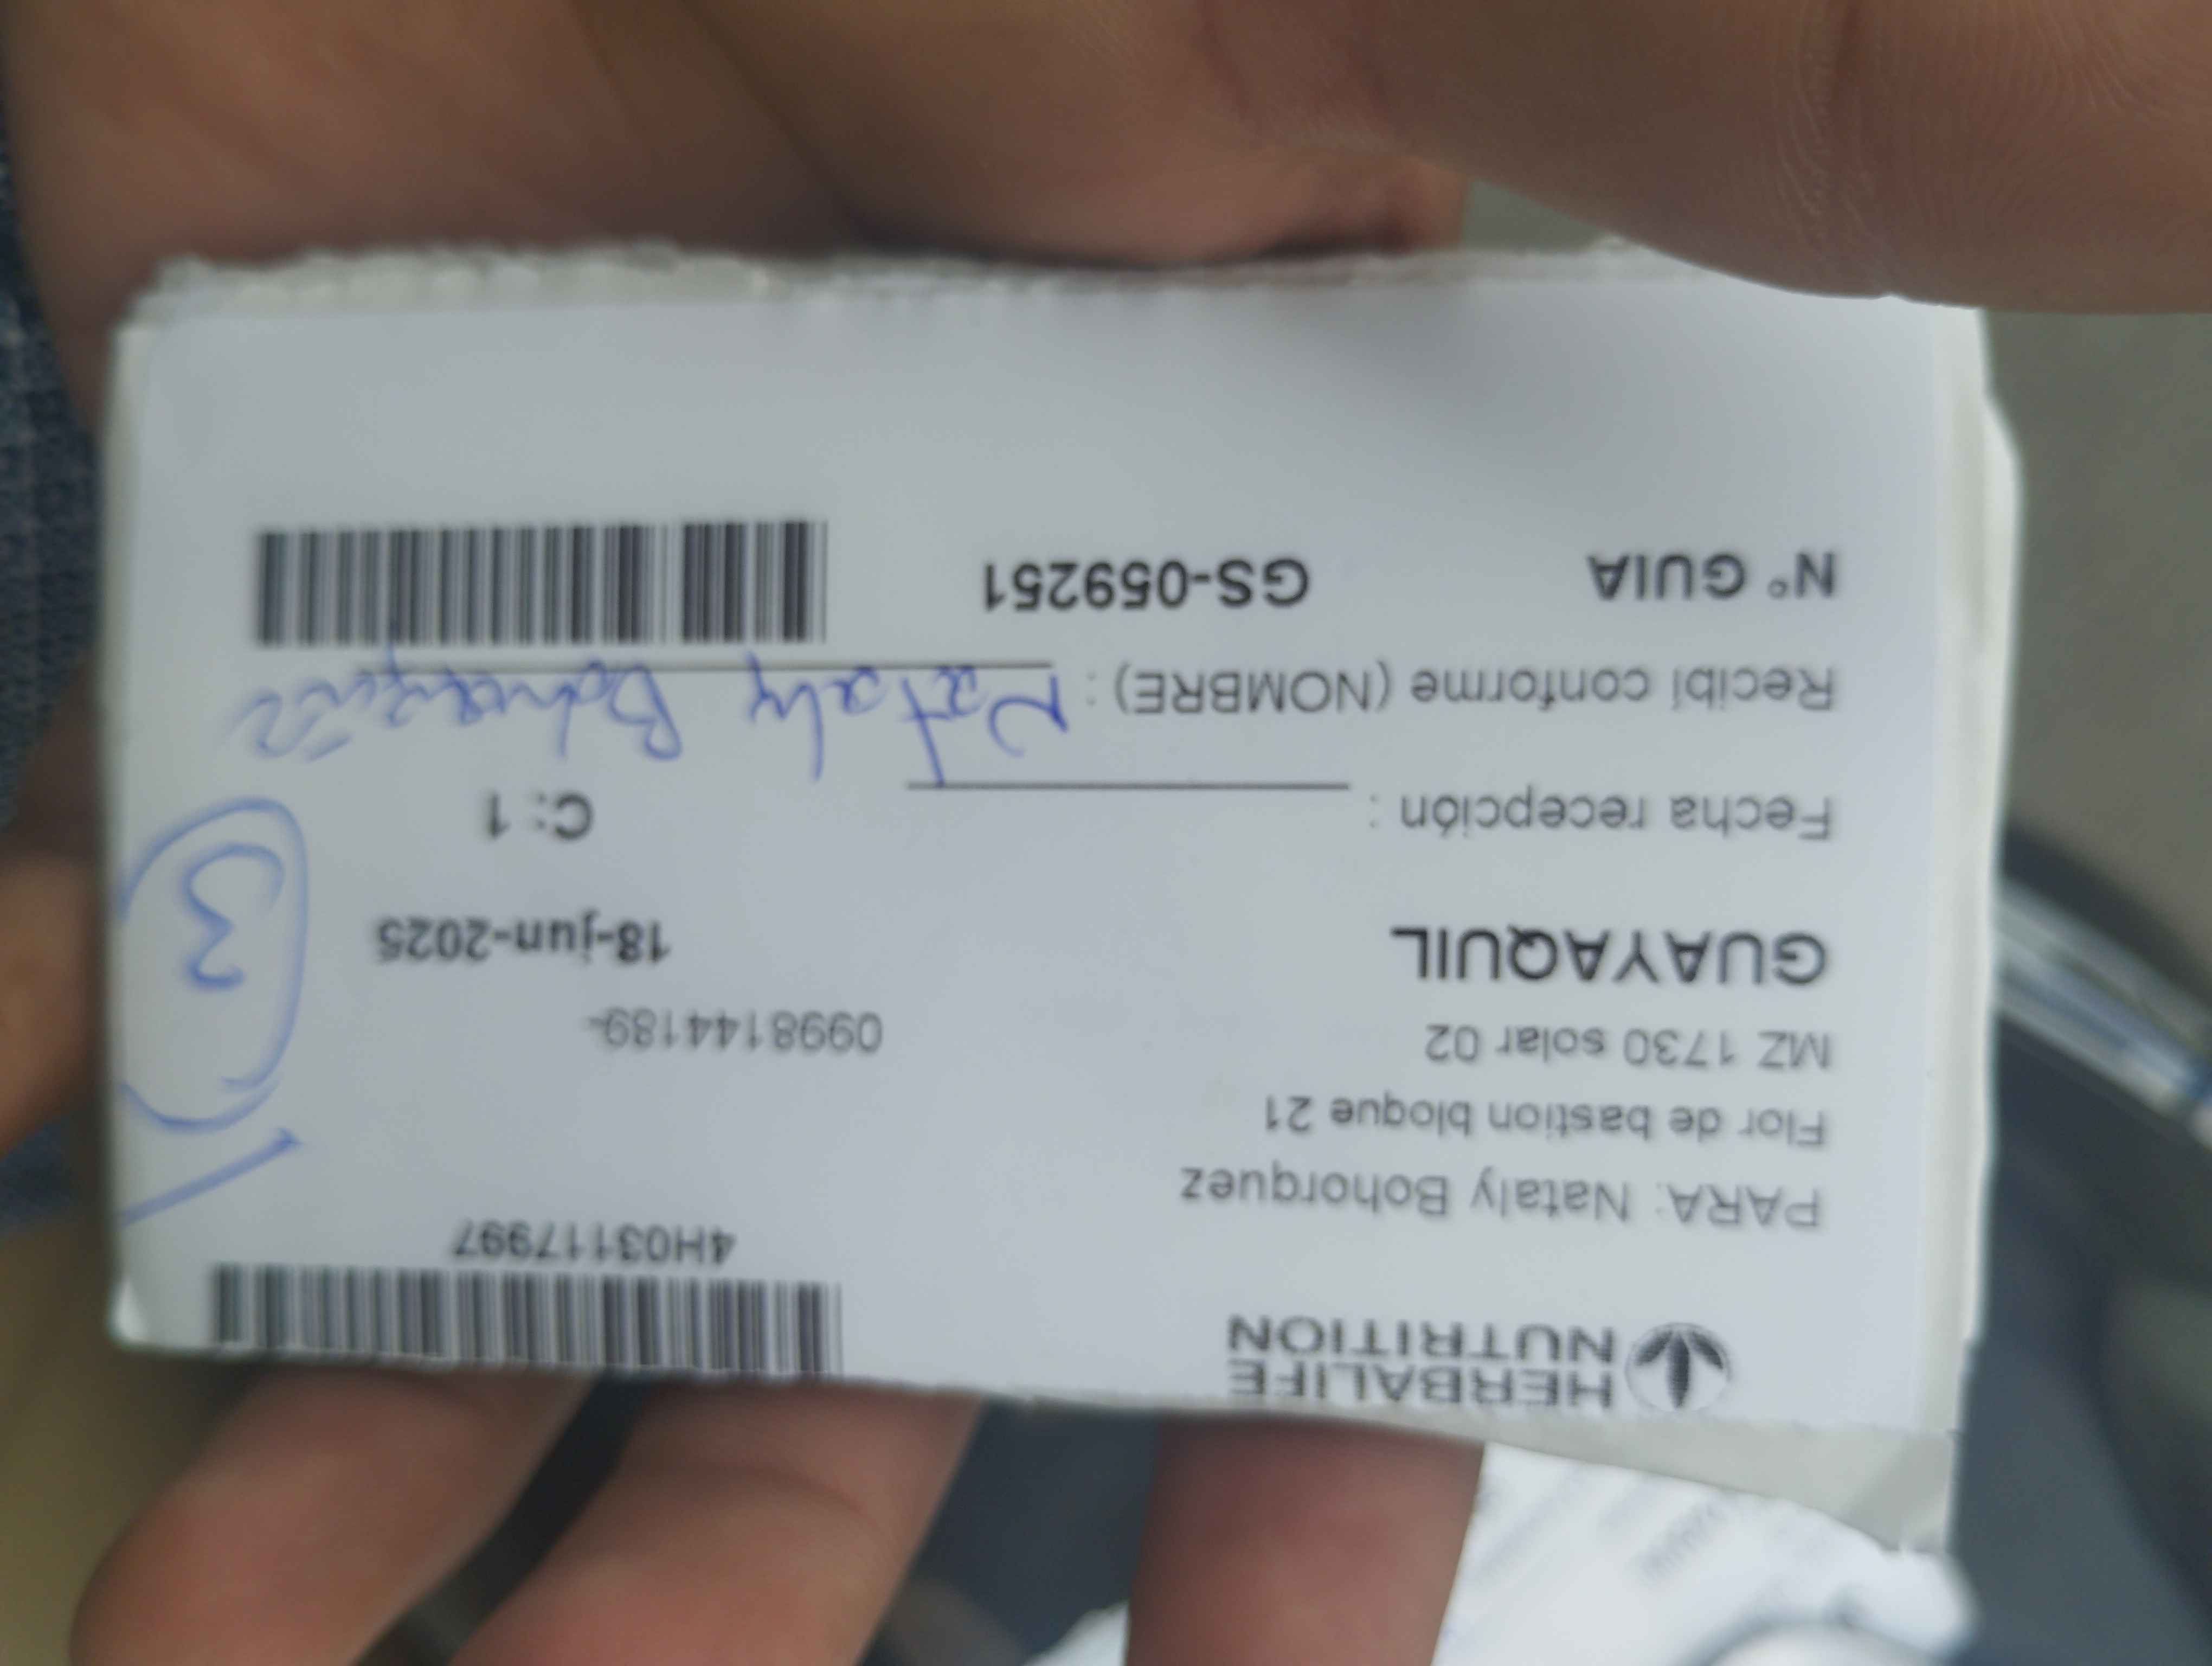 HERBALIFE
NUTRITION
4H03117997
PARA: Nataly Bohorquez
Flor de bastion bloque 21
MZ 1730 solar 02
0998144189-
GUAYAQUIL
18-jun-2025
3
Fecha recepción :
C: 1
Recibí conforme (NOMBRE) : Nataly Bohorquez
N° GUIA
GS-059251